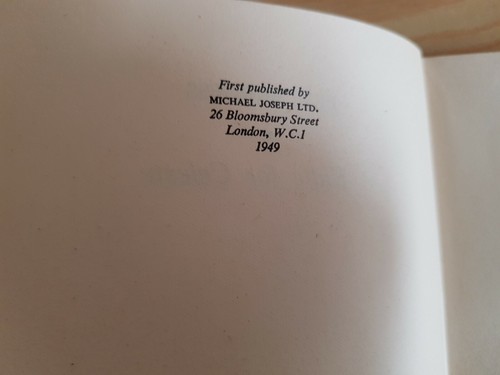 First published by
MICHAEL JOSEPH LTD.
26 Bloomsbury Street
London, W.C.1
1949